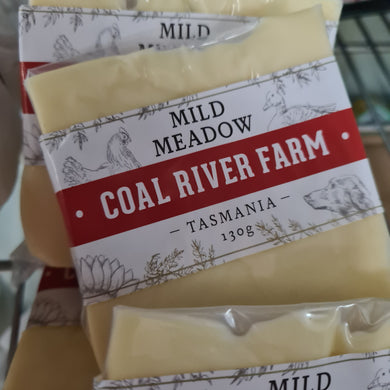 MILD
MILD
MEADOW
· COAL RIVER FARM ·
– TASMANIA –
130g
MILD